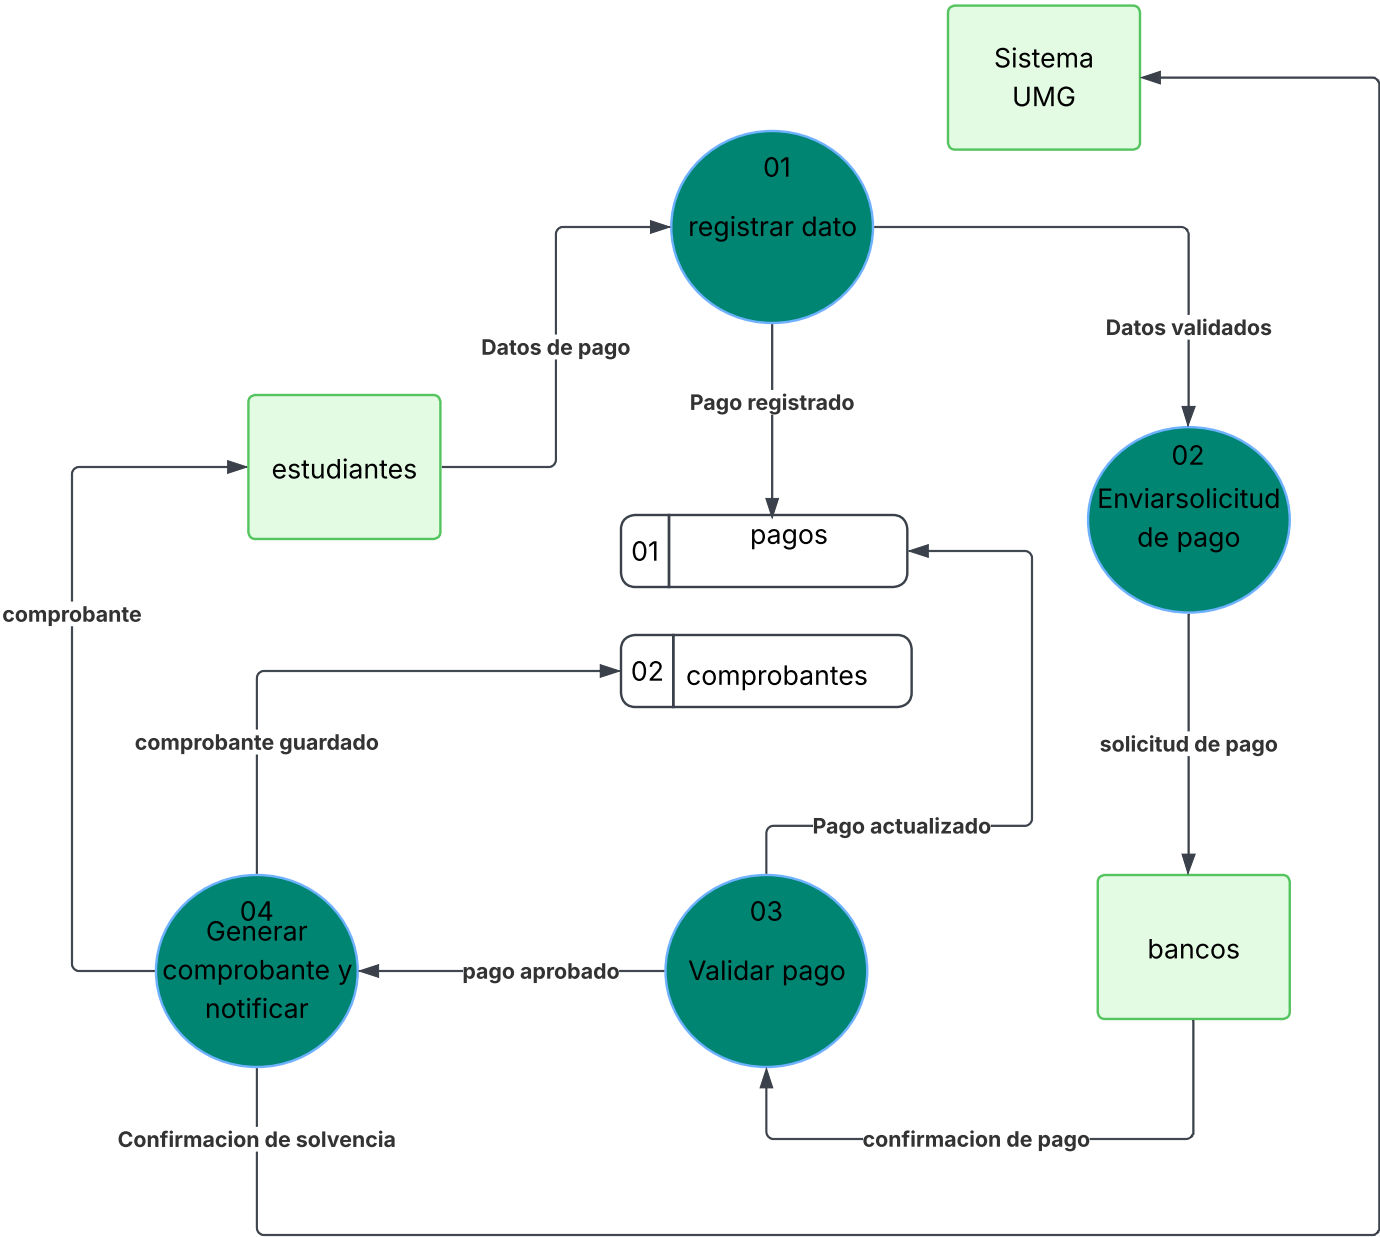 Sistema
UMG
01
registrar dato
Datos validados
Datos de pago
Pago registrado
estudiantes
02
Enviarsolicitud
de pago
01
pagos
comprobante
02
comprobantes
comprobante guardado
solicitud de pago
Pago actualizado
04
Generar
comprobante y
notificar
pago aprobado
03
Validar pago
bancos
Confirmacion de solvencia
confirmacion de pago